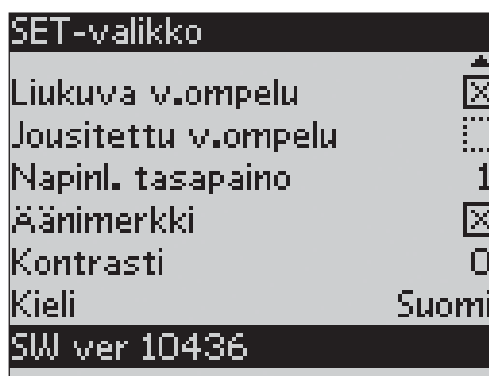 SET-valikko
Liukuva v.ompelu
Jousitettu v.ompelu
Napinl. tasapaino 1
Äänimerkki
Kontrasti 0
Kieli Suomi
SW ver 10436